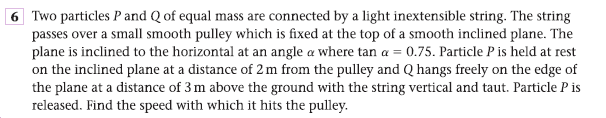 6 Two particles P and Q of equal mass are connected by a light inextensible string. The string
passes over a small smooth pulley which is fixed at the top of a smooth inclined plane. The
plane is inclined to the horizontal at an angle α where tan α = 0.75. Particle P is held at rest
on the inclined plane at a distance of 2 m from the pulley and Q hangs freely on the edge of
the plane at a distance of 3 m above the ground with the string vertical and taut. Particle P is
released. Find the speed with which it hits the pulley.